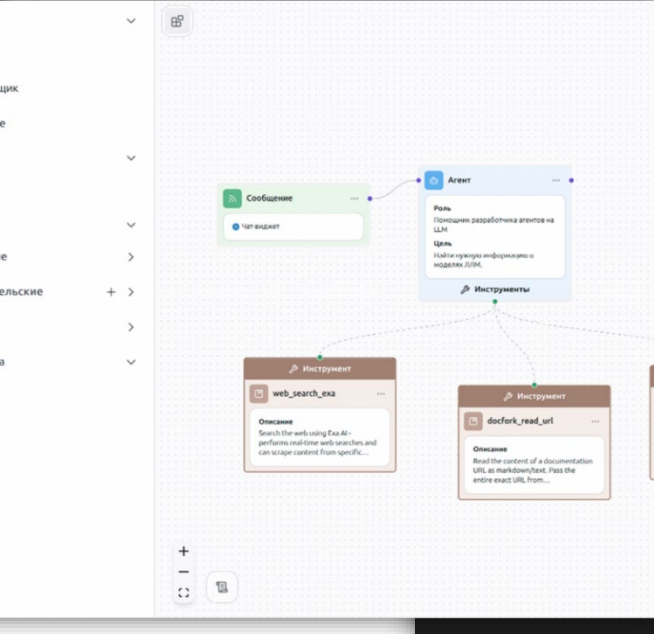 щик
е
е
ельские
а
Сообщение
Чат-виджет
Агент
Роль
Помощник разработчика агентов на
LLM
Цель
Найти нужную информацию о
моделях ЛЛМ.
Инструменты
Инструмент
web_search_exa
Описание
Search the web using Exa AI -
performs real-time web searches and
can scrape content from specific...
Инструмент
docfork_read_url
Описание
Read the content of a documentation
URL as markdown/text. Pass the
entire exact URL from...